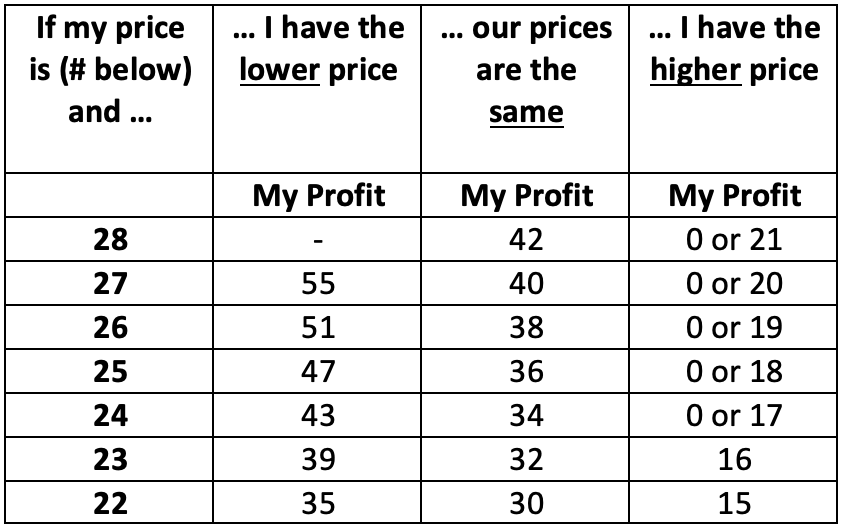 If my price is (# below) and ... | ... I have the lower price | ... our prices are the same | ... I have the higher price
My Profit | My Profit | My Profit
28 | - | 42 | 0 or 21
27 | 55 | 40 | 0 or 20
26 | 51 | 38 | 0 or 19
25 | 47 | 36 | 0 or 18
24 | 43 | 34 | 0 or 17
23 | 39 | 32 | 16
22 | 35 | 30 | 15